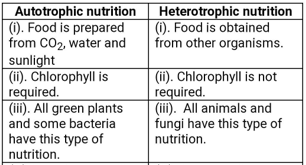 Autotrophic nutrition
Heterotrophic nutrition
(i). Food is prepared
from CO2, water and
sunlight
(i). Food is obtained
from other organisms.
(ii). Chlorophyll is
required.
(ii). Chlorophyll is not
required.
(iii). All green plants
and some bacteria
have this type of
nutrition.
(iii). All animals and
fungi have this type of
nutrition.